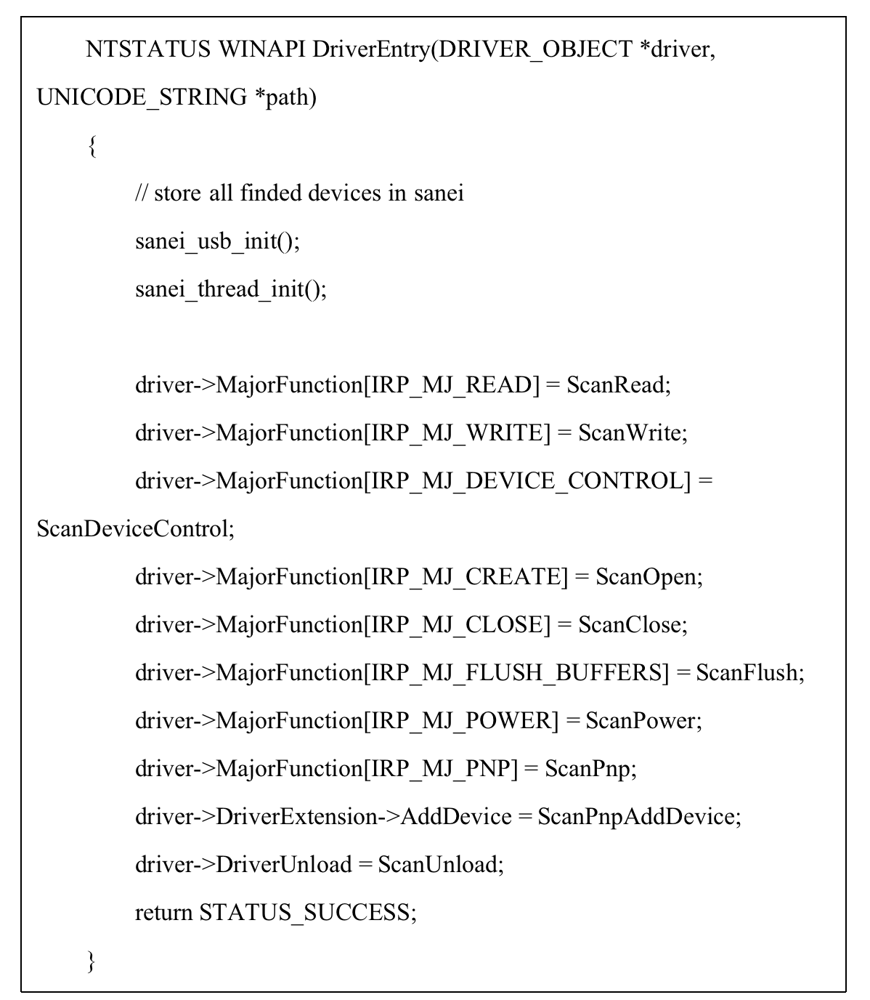 NTSTATUS WINAPI DriverEntry(DRIVER_OBJECT *driver,
UNICODE_STRING *path)
{
// store all finded devices in sanei
sanei_usb_init();
sanei_thread_init();
driver->MajorFunction[IRP_MJ_READ] = ScanRead;
driver->MajorFunction[IRP_MJ_WRITE] = ScanWrite;
driver->MajorFunction[IRP_MJ_DEVICE_CONTROL] =
ScanDeviceControl;
driver->MajorFunction[IRP_MJ_CREATE] = ScanOpen;
driver->MajorFunction[IRP_MJ_CLOSE] = ScanClose;
driver->MajorFunction[IRP_MJ_FLUSH_BUFFERS] = ScanFlush;
driver->MajorFunction[IRP_MJ_POWER] = ScanPower;
driver->MajorFunction[IRP_MJ_PNP] = ScanPnp;
driver->DriverExtension->AddDevice = ScanPnpAddDevice;
driver->DriverUnload = ScanUnload;
return STATUS_SUCCESS;
}